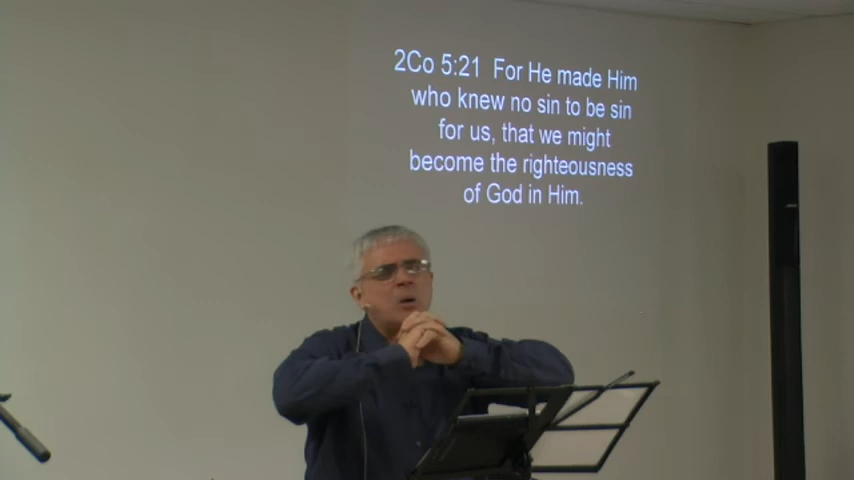 2Co 5:21  For He made Him
who knew no sin to be sin
for us, that we might
become the righteousness
of God in Him.